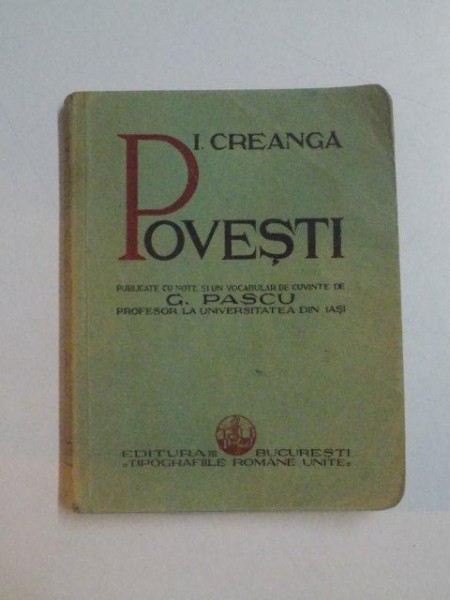 I. CREANGA
POVEȘTI
PUBLICATE CU NOTE ȘI UN VOCABULAR DE CUVINTE DE
G. PASCU
PROFESOR LA UNIVERSITATEA DIN IAȘI
EDITURA BUCUREȘTI
„TIPOGRAFIILE ROMANE UNITE"